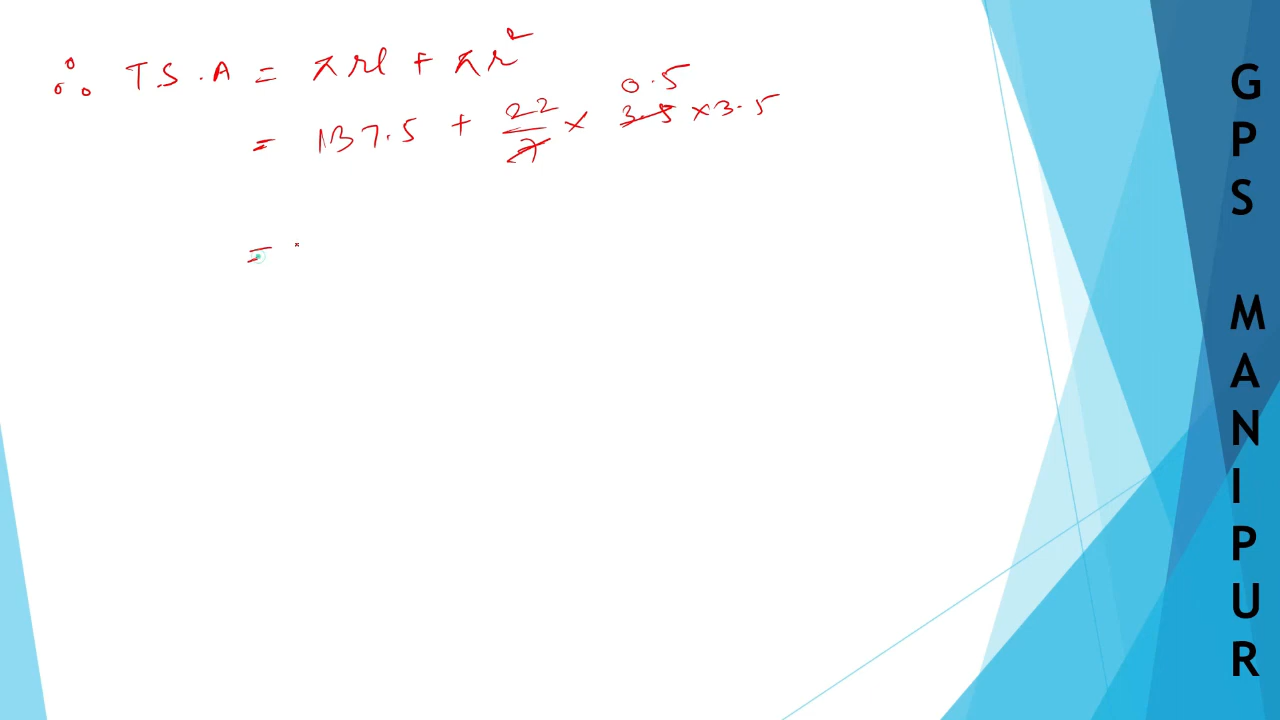 ∴ T.S.A = πrl + πr²
0.5
= 137.5 + 22/7 × 3.5 × 3.5
=
GPS MANIPUR